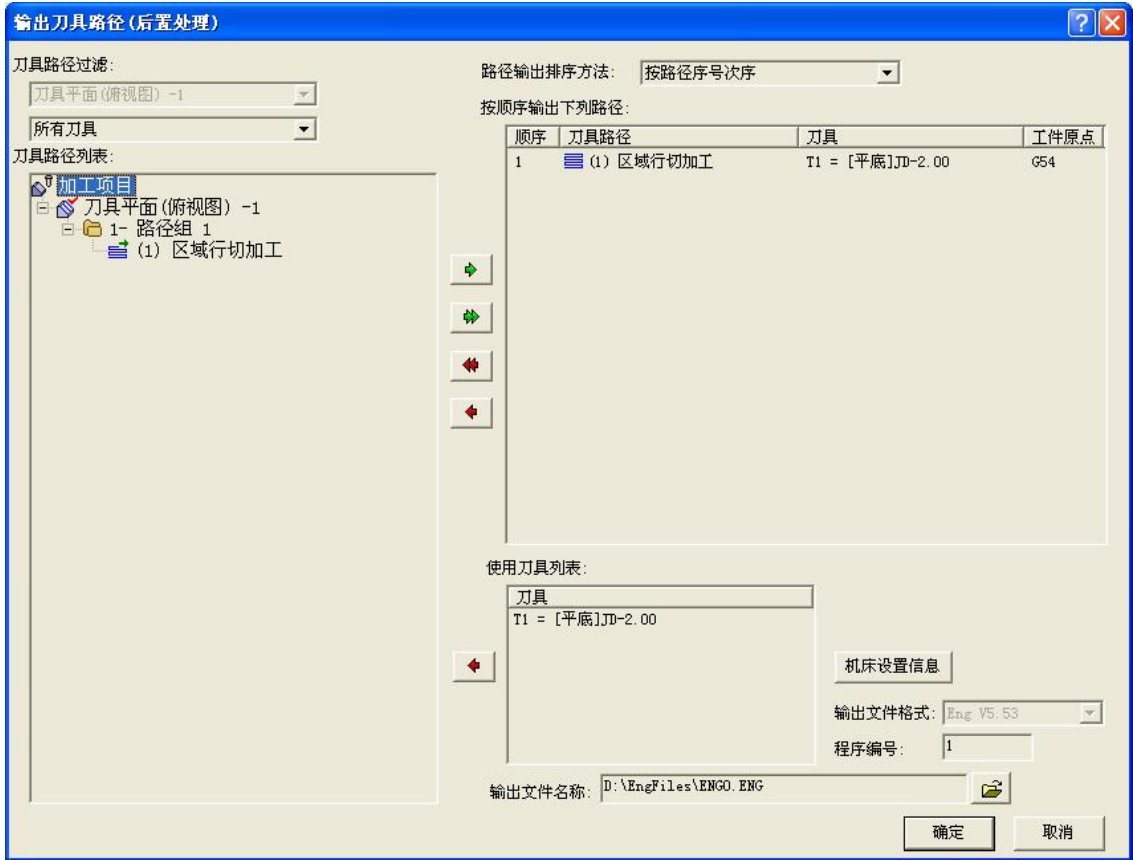 输出刀具路径(后置处理)
刀具路径过滤:
刀具平面(俯视图) -1
所有刀具
刀具路径列表:
加工项目
刀具平面(俯视图) -1
1- 路径组 1
(1) 区域行切加工
路径输出排序方法: 按路径序号次序
按顺序输出下列路径:
顺序 刀具路径 刀具 工件原点
1 (1) 区域行切加工 T1 = [平底]JD-2.00 G54
使用刀具列表:
刀具
T1 = [平底]JD-2.00
机床设置信息
输出文件格式: Eng V5.53
程序编号: 1
输出文件名称: D:\EngFiles\ENG0.ENG
确定 取消